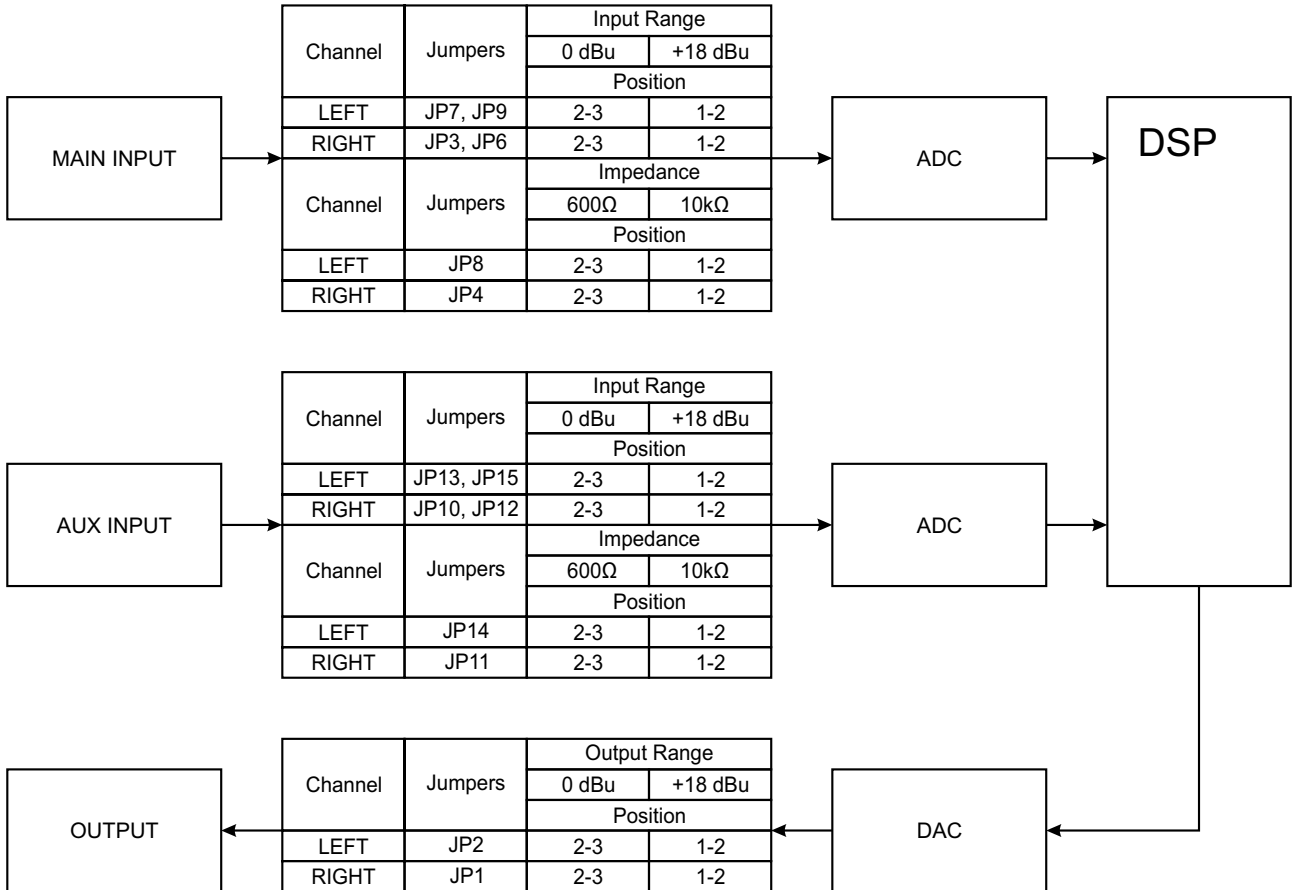 MAIN INPUT
Channel Jumpers Input Range
0 dBu +18 dBu
Position
LEFT JP7, JP9 2-3 1-2
RIGHT JP3, JP6 2-3 1-2
Channel Jumpers Impedance
600Ω 10kΩ
Position
LEFT JP8 2-3 1-2
RIGHT JP4 2-3 1-2
ADC
DSP
AUX INPUT
Channel Jumpers Input Range
0 dBu +18 dBu
Position
LEFT JP13, JP15 2-3 1-2
RIGHT JP10, JP12 2-3 1-2
Channel Jumpers Impedance
600Ω 10kΩ
Position
LEFT JP14 2-3 1-2
RIGHT JP11 2-3 1-2
ADC
OUTPUT
Channel Jumpers Output Range
0 dBu +18 dBu
Position
LEFT JP2 2-3 1-2
RIGHT JP1 2-3 1-2
DAC